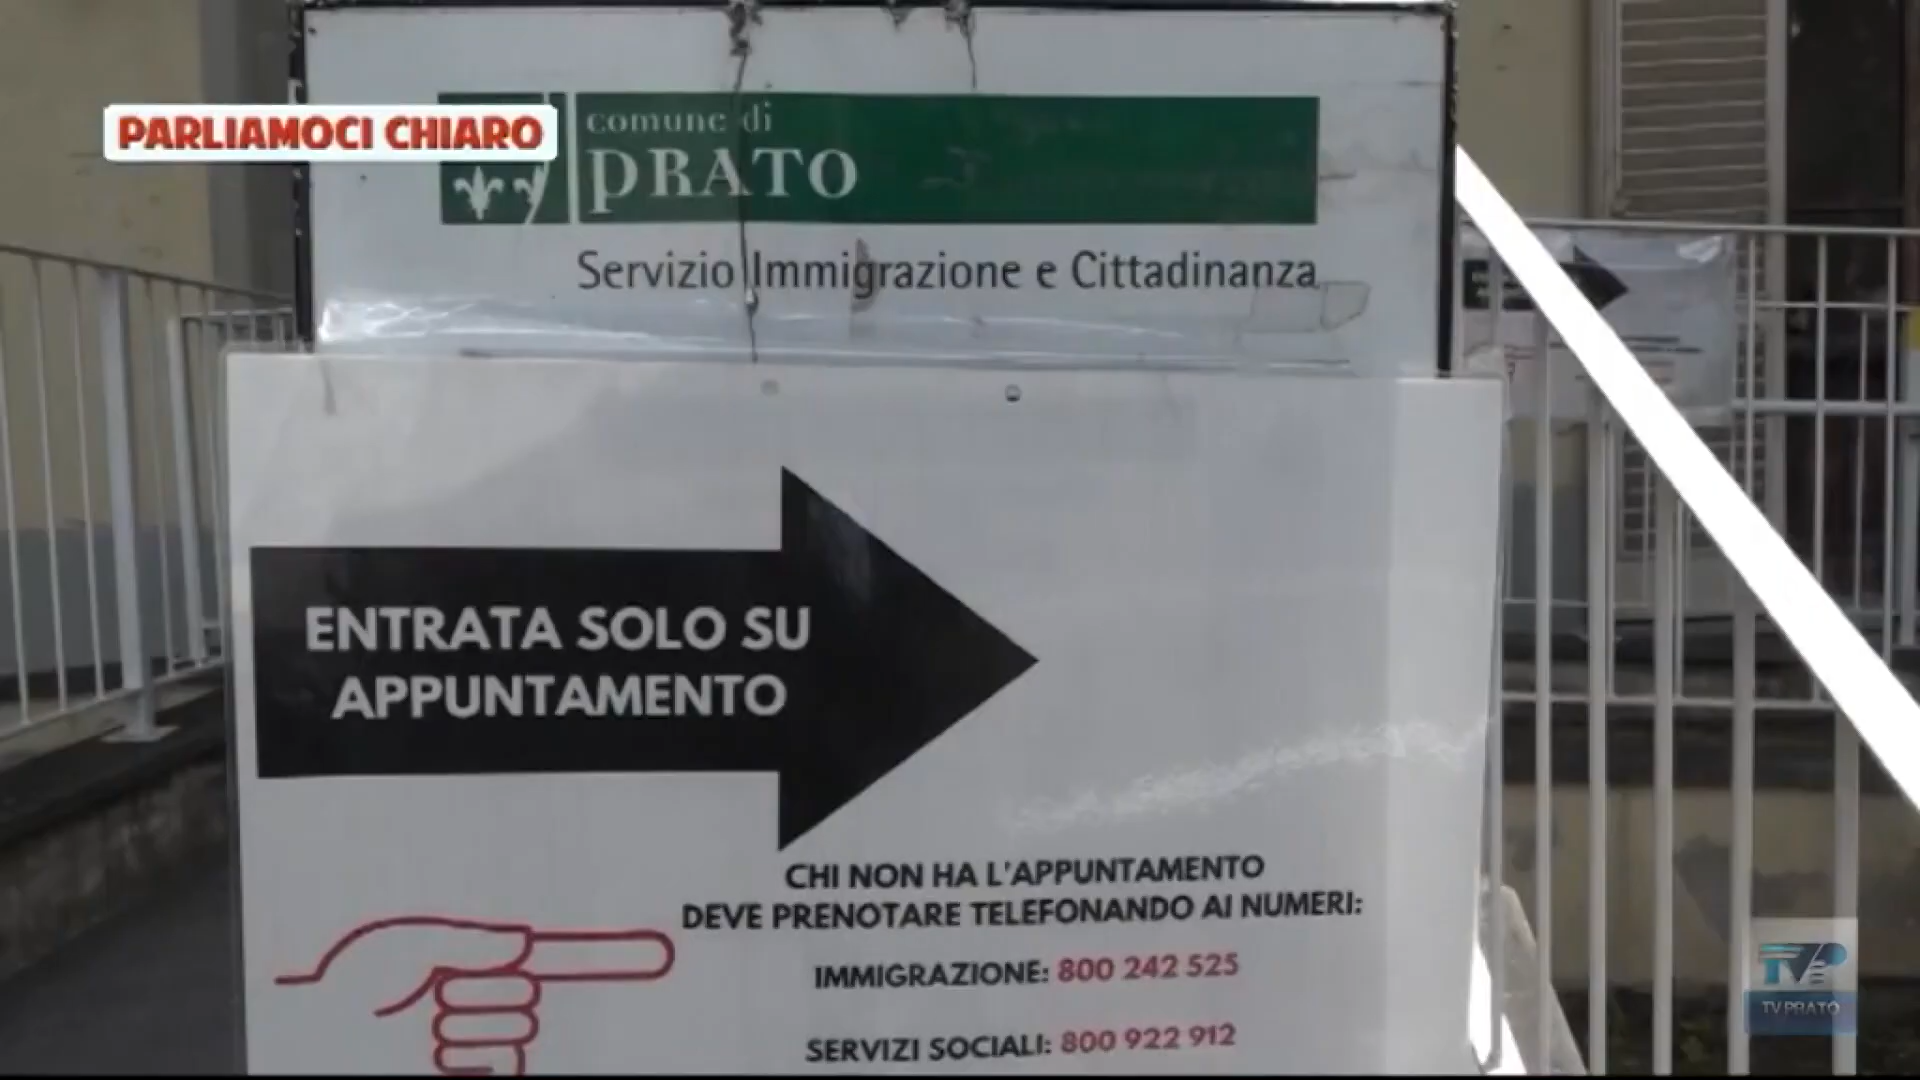 PARLIAMOCI CHIARO
comune di
PRATO
Servizio Immigrazione e Cittadinanza
ENTRATA SOLO SU
APPUNTAMENTO
CHI NON HA L'APPUNTAMENTO
DEVE PRENOTARE TELEFONANDO AI NUMERI:
IMMIGRAZIONE: 800 242 525
SERVIZI SOCIALI: 800 922 912
TVP
TV PRATO